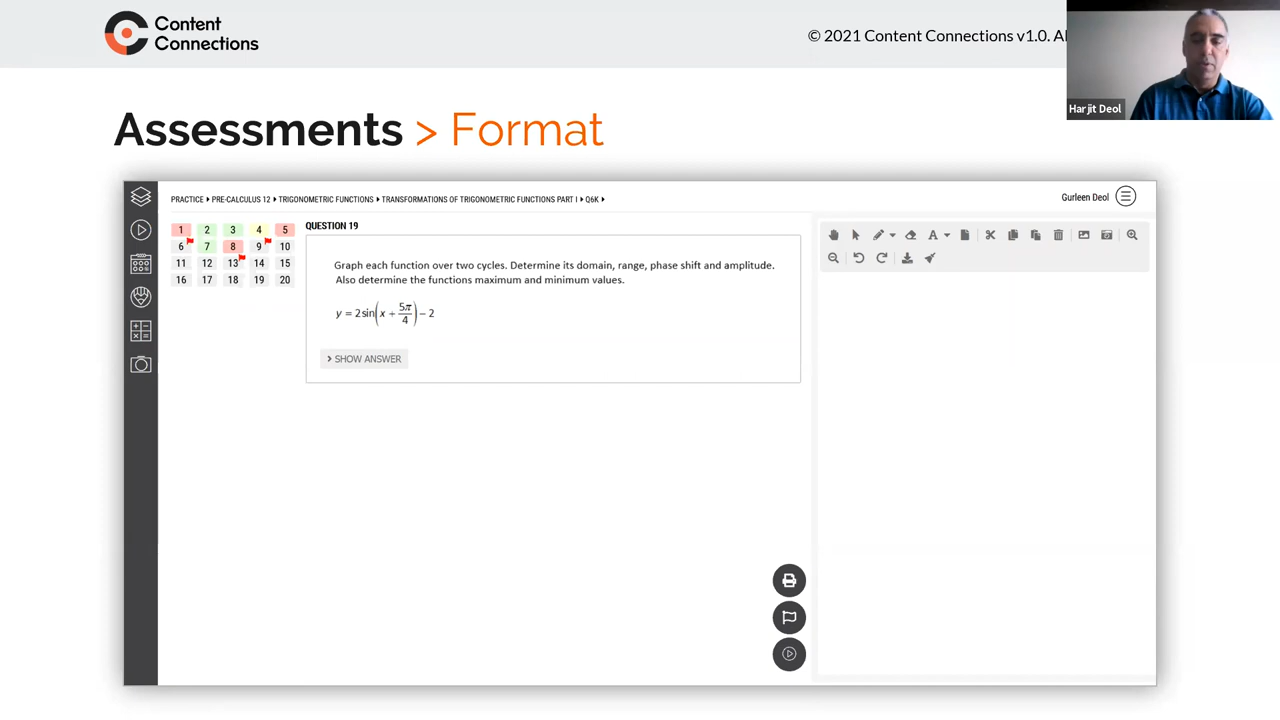 Content
Connections
© 2021 Content Connections v1.0. Al
Harjit Deol
Assessments > Format
PRACTICE ▸ PRE-CALCULUS 12 ▸ TRIGONOMETRIC FUNCTIONS ▸ TRANSFORMATIONS OF TRIGONOMETRIC FUNCTIONS PART I ▸ Q6K ▸
Gurleen Deol
1 2 3 4 5
6 7 8 9 10
11 12 13 14 15
16 17 18 19 20
QUESTION 19
Graph each function over two cycles. Determine its domain, range, phase shift and amplitude.
Also determine the functions maximum and minimum values.
y = 2sin(x + 5π/4) − 2
› SHOW ANSWER
A